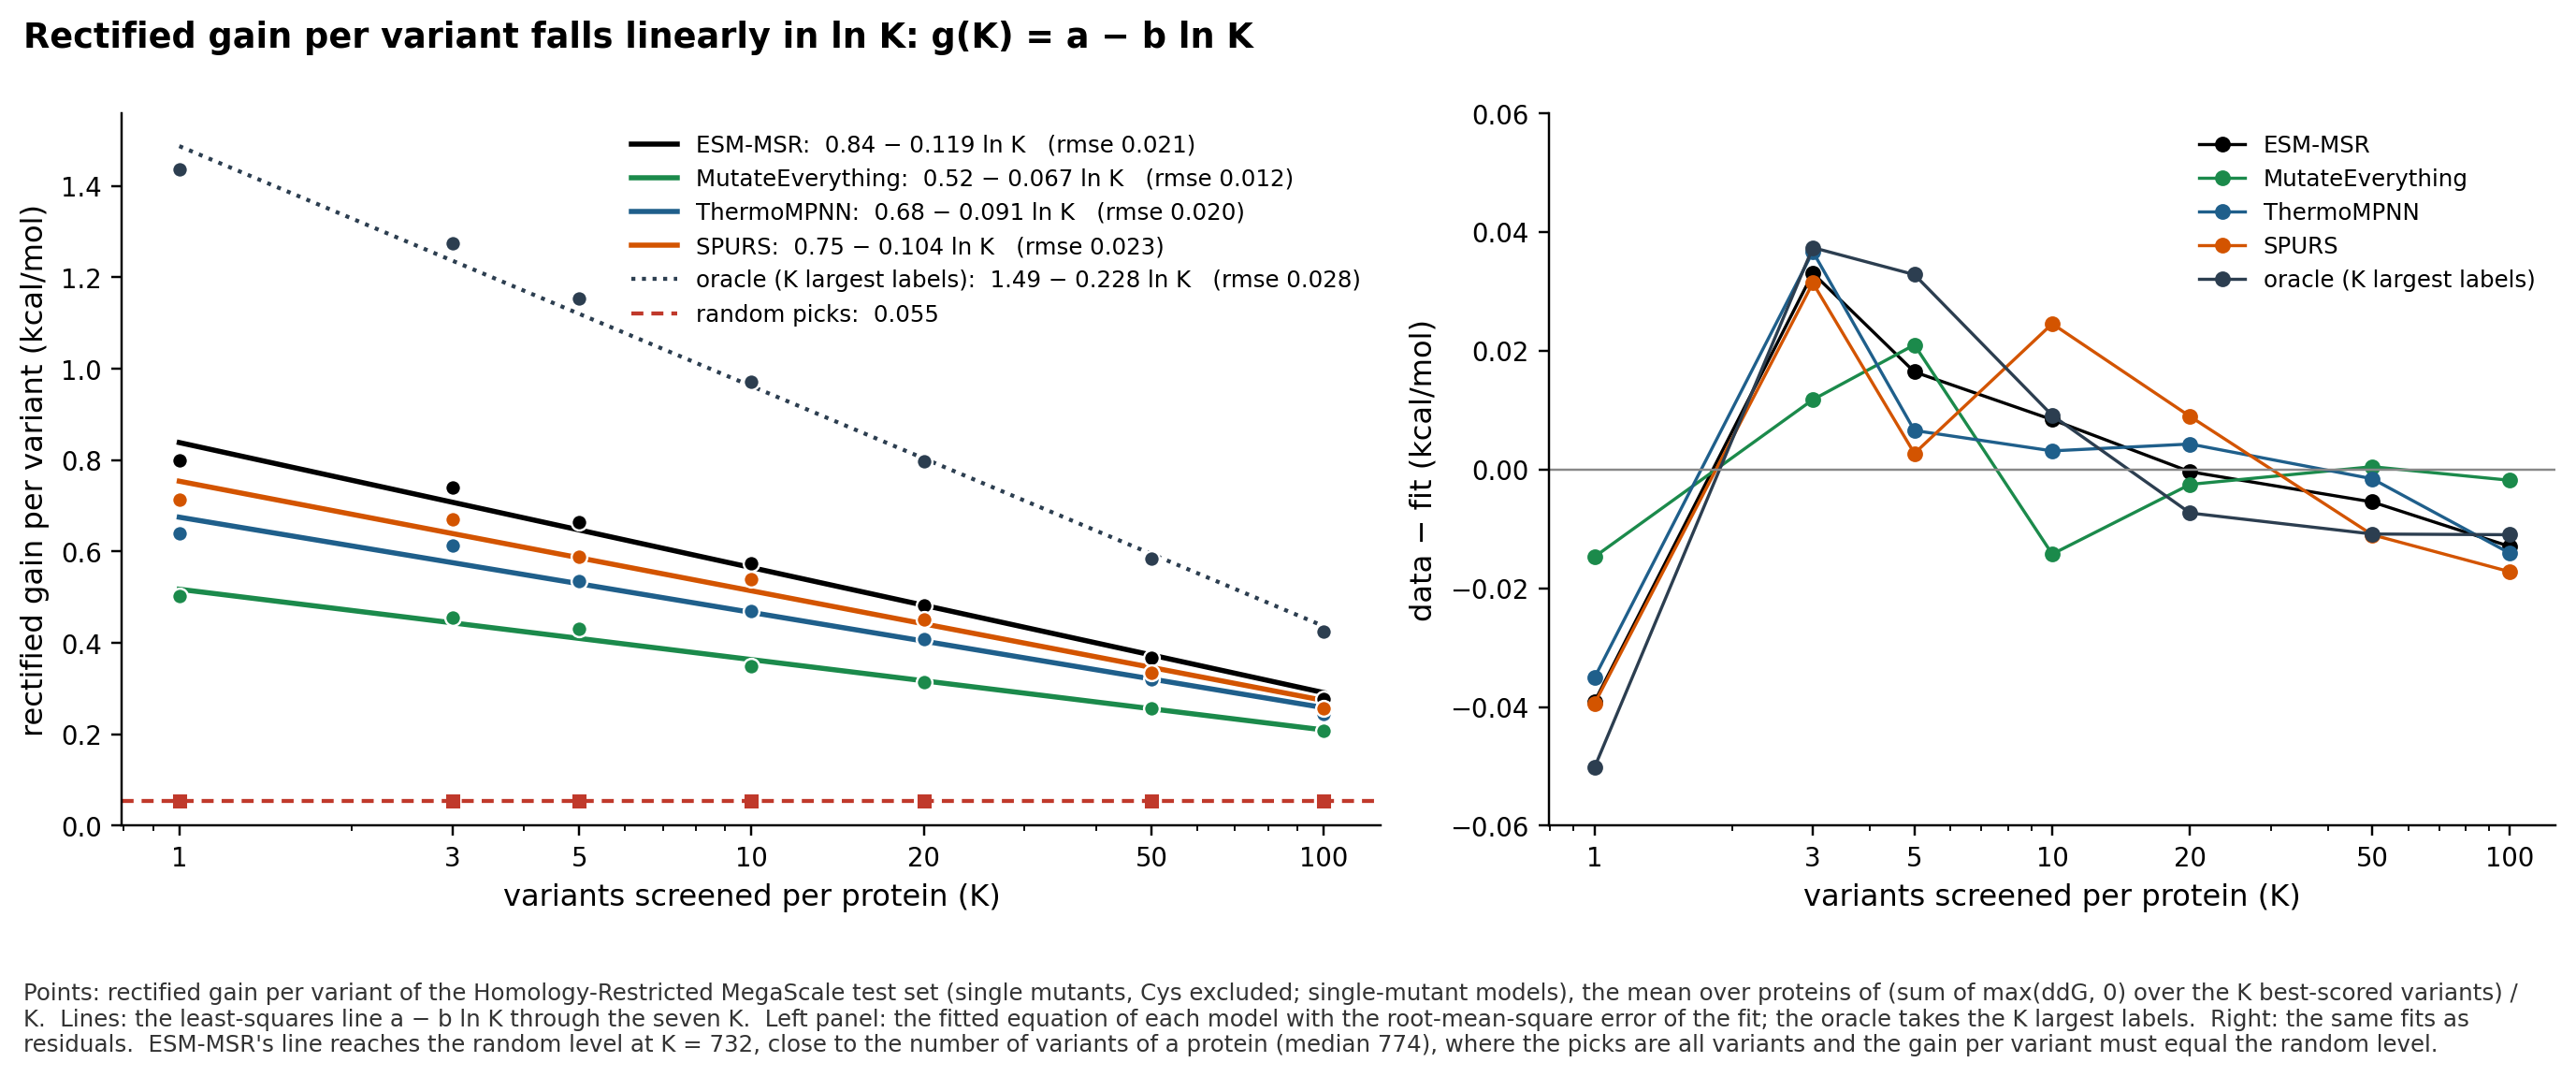 Rectified gain per variant falls linearly in ln K: g(K) = a − b ln K
rectified gain per variant (kcal/mol)
1.4
1.2
1.0
0.8
0.6
0.4
0.2
0.0
ESM-MSR:  0.84 − 0.119 ln K   (rmse 0.021)
MutateEverything:  0.52 − 0.067 ln K   (rmse 0.012)
ThermoMPNN:  0.68 − 0.091 ln K   (rmse 0.020)
SPURS:  0.75 − 0.104 ln K   (rmse 0.023)
oracle (K largest labels):  1.49 − 0.228 ln K   (rmse 0.028)
random picks:  0.055
1 3 5 10 20 50 100
variants screened per protein (K)
data − fit (kcal/mol)
0.06
0.04
0.02
0.00
−0.02
−0.04
−0.06
ESM-MSR
MutateEverything
ThermoMPNN
SPURS
oracle (K largest labels)
1 3 5 10 20 50 100
variants screened per protein (K)
Points: rectified gain per variant of the Homology-Restricted MegaScale test set (single mutants, Cys excluded; single-mutant models), the mean over proteins of (sum of max(ddG, 0) over the K best-scored variants) /
K.  Lines: the least-squares line a − b ln K through the seven K.  Left panel: the fitted equation of each model with the root-mean-square error of the fit; the oracle takes the K largest labels.  Right: the same fits as
residuals.  ESM-MSR's line reaches the random level at K = 732, close to the number of variants of a protein (median 774), where the picks are all variants and the gain per variant must equal the random level.